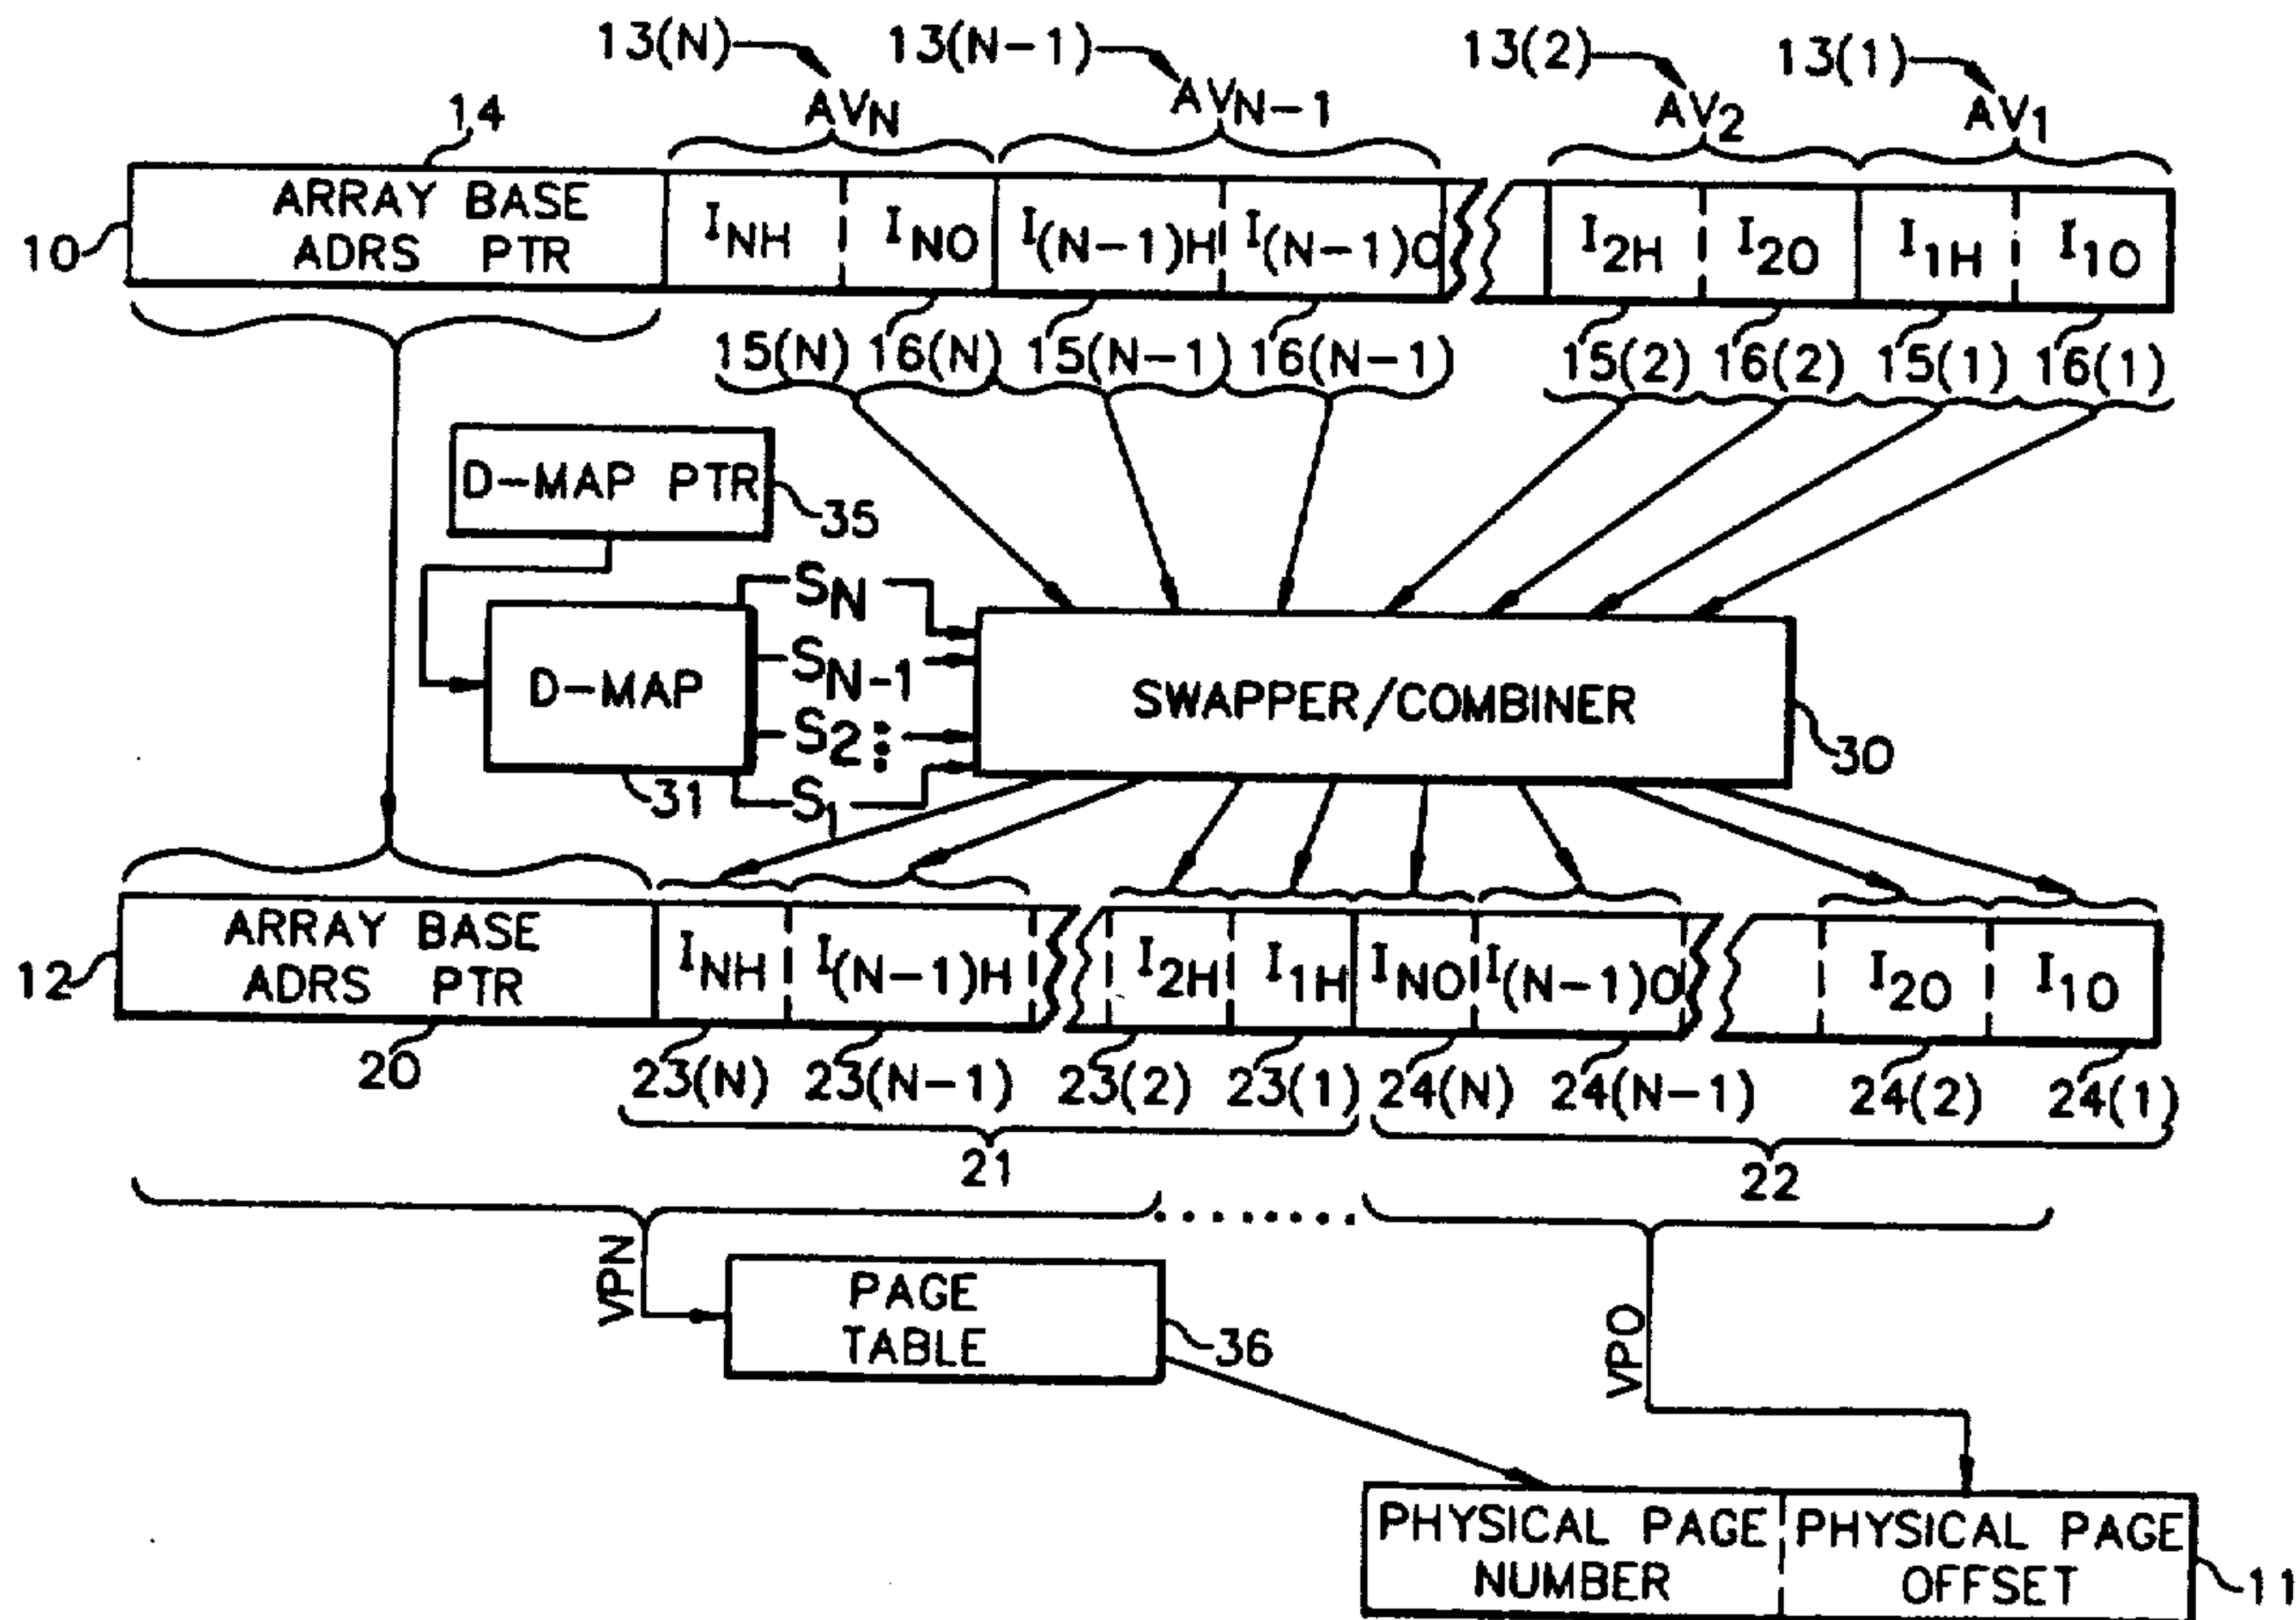 13(N) 13(N-1) 13(2) 13(1)
AVN AVN-1 AV2 AV1
14
ARRAY BASE
ADRS PTR
INH INO I(N-1)H I(N-1)O I2H I2O I1H I1O
10
15(N) 16(N) 15(N-1) 16(N-1) 15(2) 16(2) 15(1) 16(1)
D-MAP PTR
35
SN
SN-1
S2
S1
D-MAP
31
SWAPPER/COMBINER
30
ARRAY BASE
ADRS PTR
INH I(N-1)H I2H I1H INO I(N-1)O I2O I1O
12
20
23(N) 23(N-1) 23(2) 23(1) 24(N) 24(N-1) 24(2) 24(1)
21 22
VPN
PAGE
TABLE
36
VPO
PHYSICAL PAGE
NUMBER
PHYSICAL PAGE
OFFSET
11